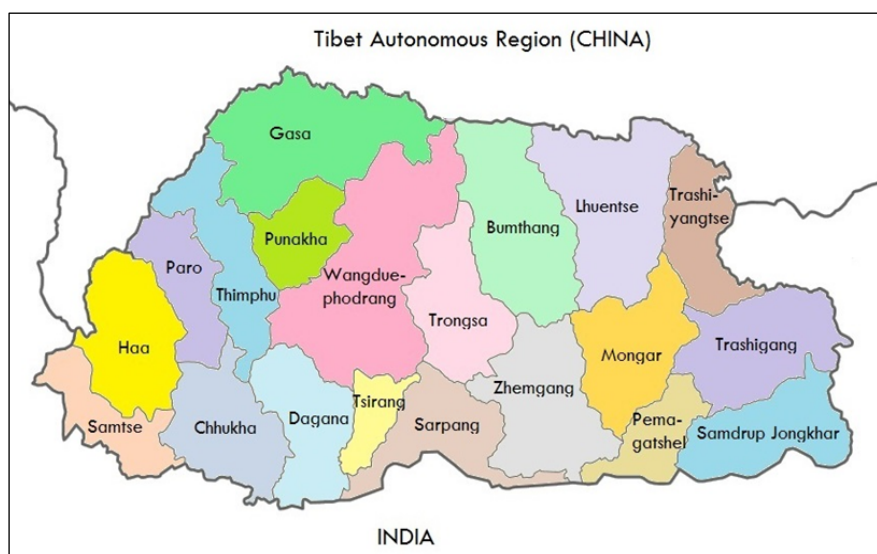 Tibet Autonomous Region (CHINA)
Gasa
Trashi-
yangtse
Lhuentse
Bumthang
Punakha
Paro
Wangdue-
phodrang
Thimphu
Trongsa
Haa
Mongar
Trashigang
Zhemgang
Tsirang
Dagana
Sarpang
Samtse
Chhukha
Pema-
gatshel
Samdrup Jongkhar
INDIA